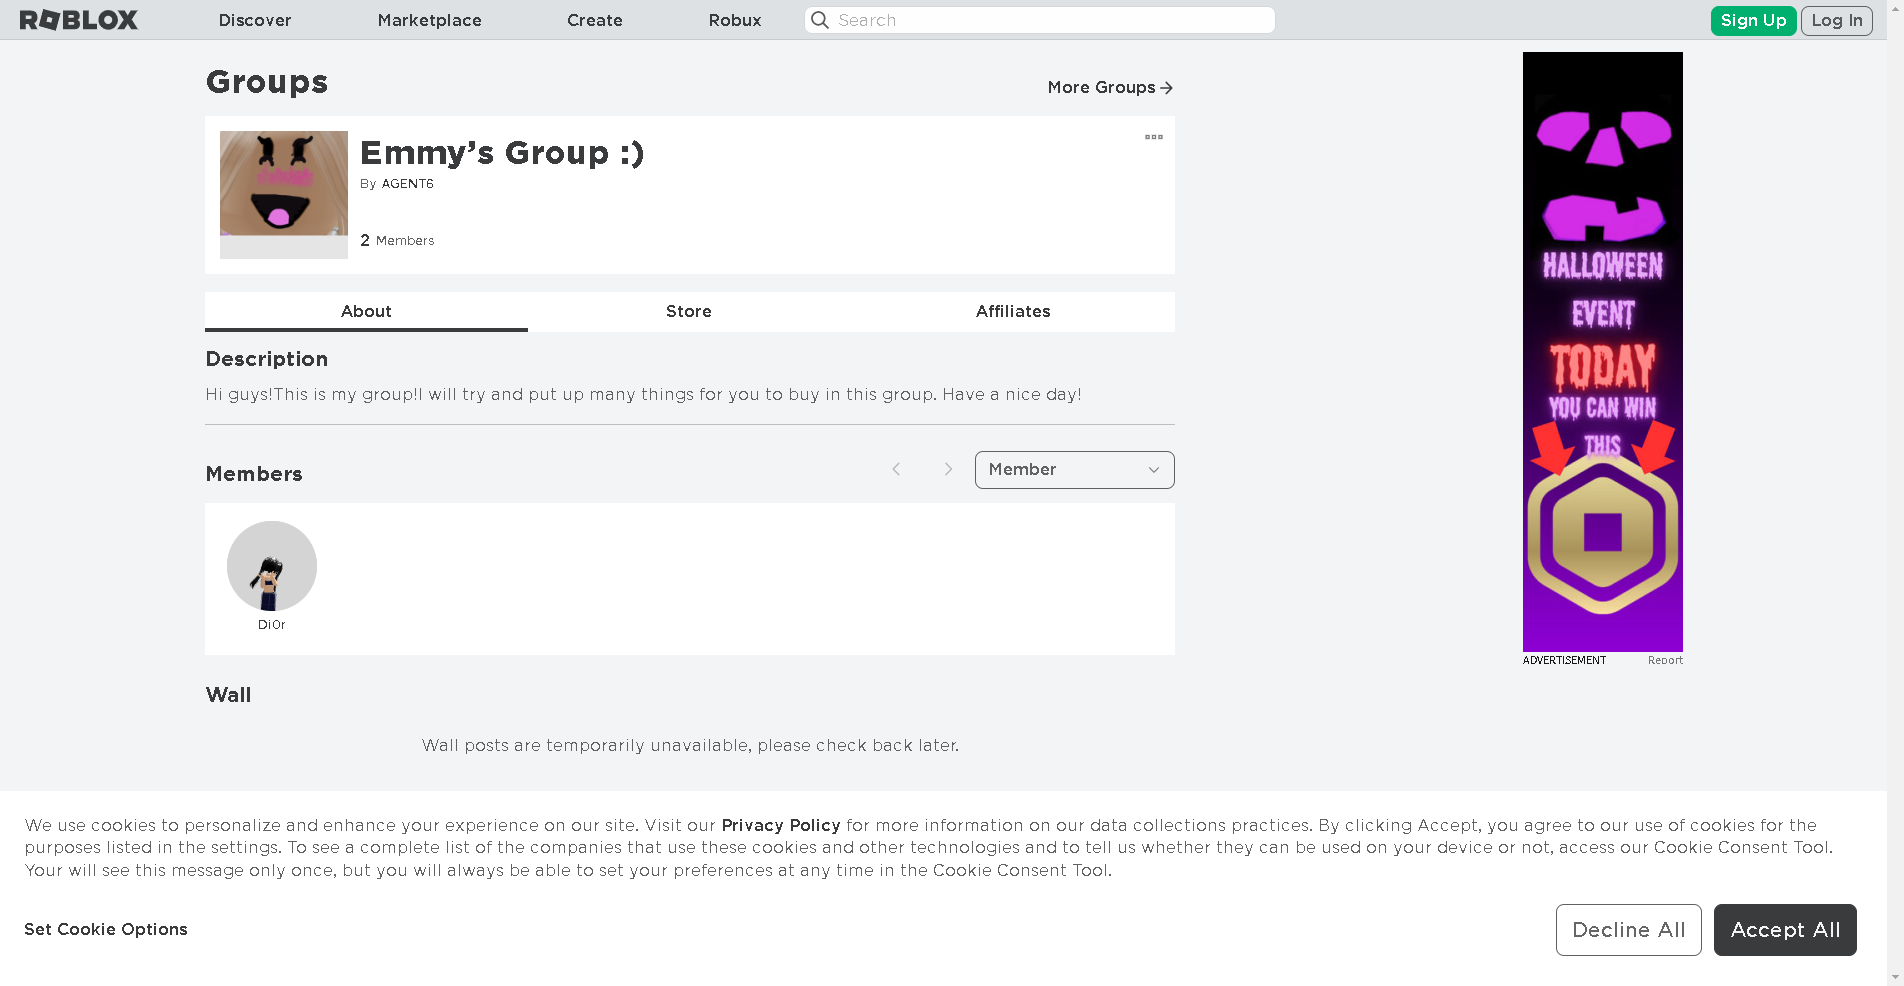 ROBLOX
Discover
Marketplace
Create
Robux
Search
Sign Up
Log In
Groups
More Groups
Emmy's Group :)
By AGENT6
2 Members
About
Store
Affiliates
Description
Hi guys!This is my group!I will try and put up many things for you to buy in this group. Have a nice day!
Members
Member
Di0r
Wall
Wall posts are temporarily unavailable, please check back later.
HALLOWEEN
EVENT
TODAY
YOU CAN WIN
THIS
ADVERTISEMENT
Report
We use cookies to personalize and enhance your experience on our site. Visit our Privacy Policy for more information on our data collections practices. By clicking Accept, you agree to our use of cookies for the
purposes listed in the settings. To see a complete list of the companies that use these cookies and other technologies and to tell us whether they can be used on your device or not, access our Cookie Consent Tool.
Your will see this message only once, but you will always be able to set your preferences at any time in the Cookie Consent Tool.
Set Cookie Options
Decline All
Accept All